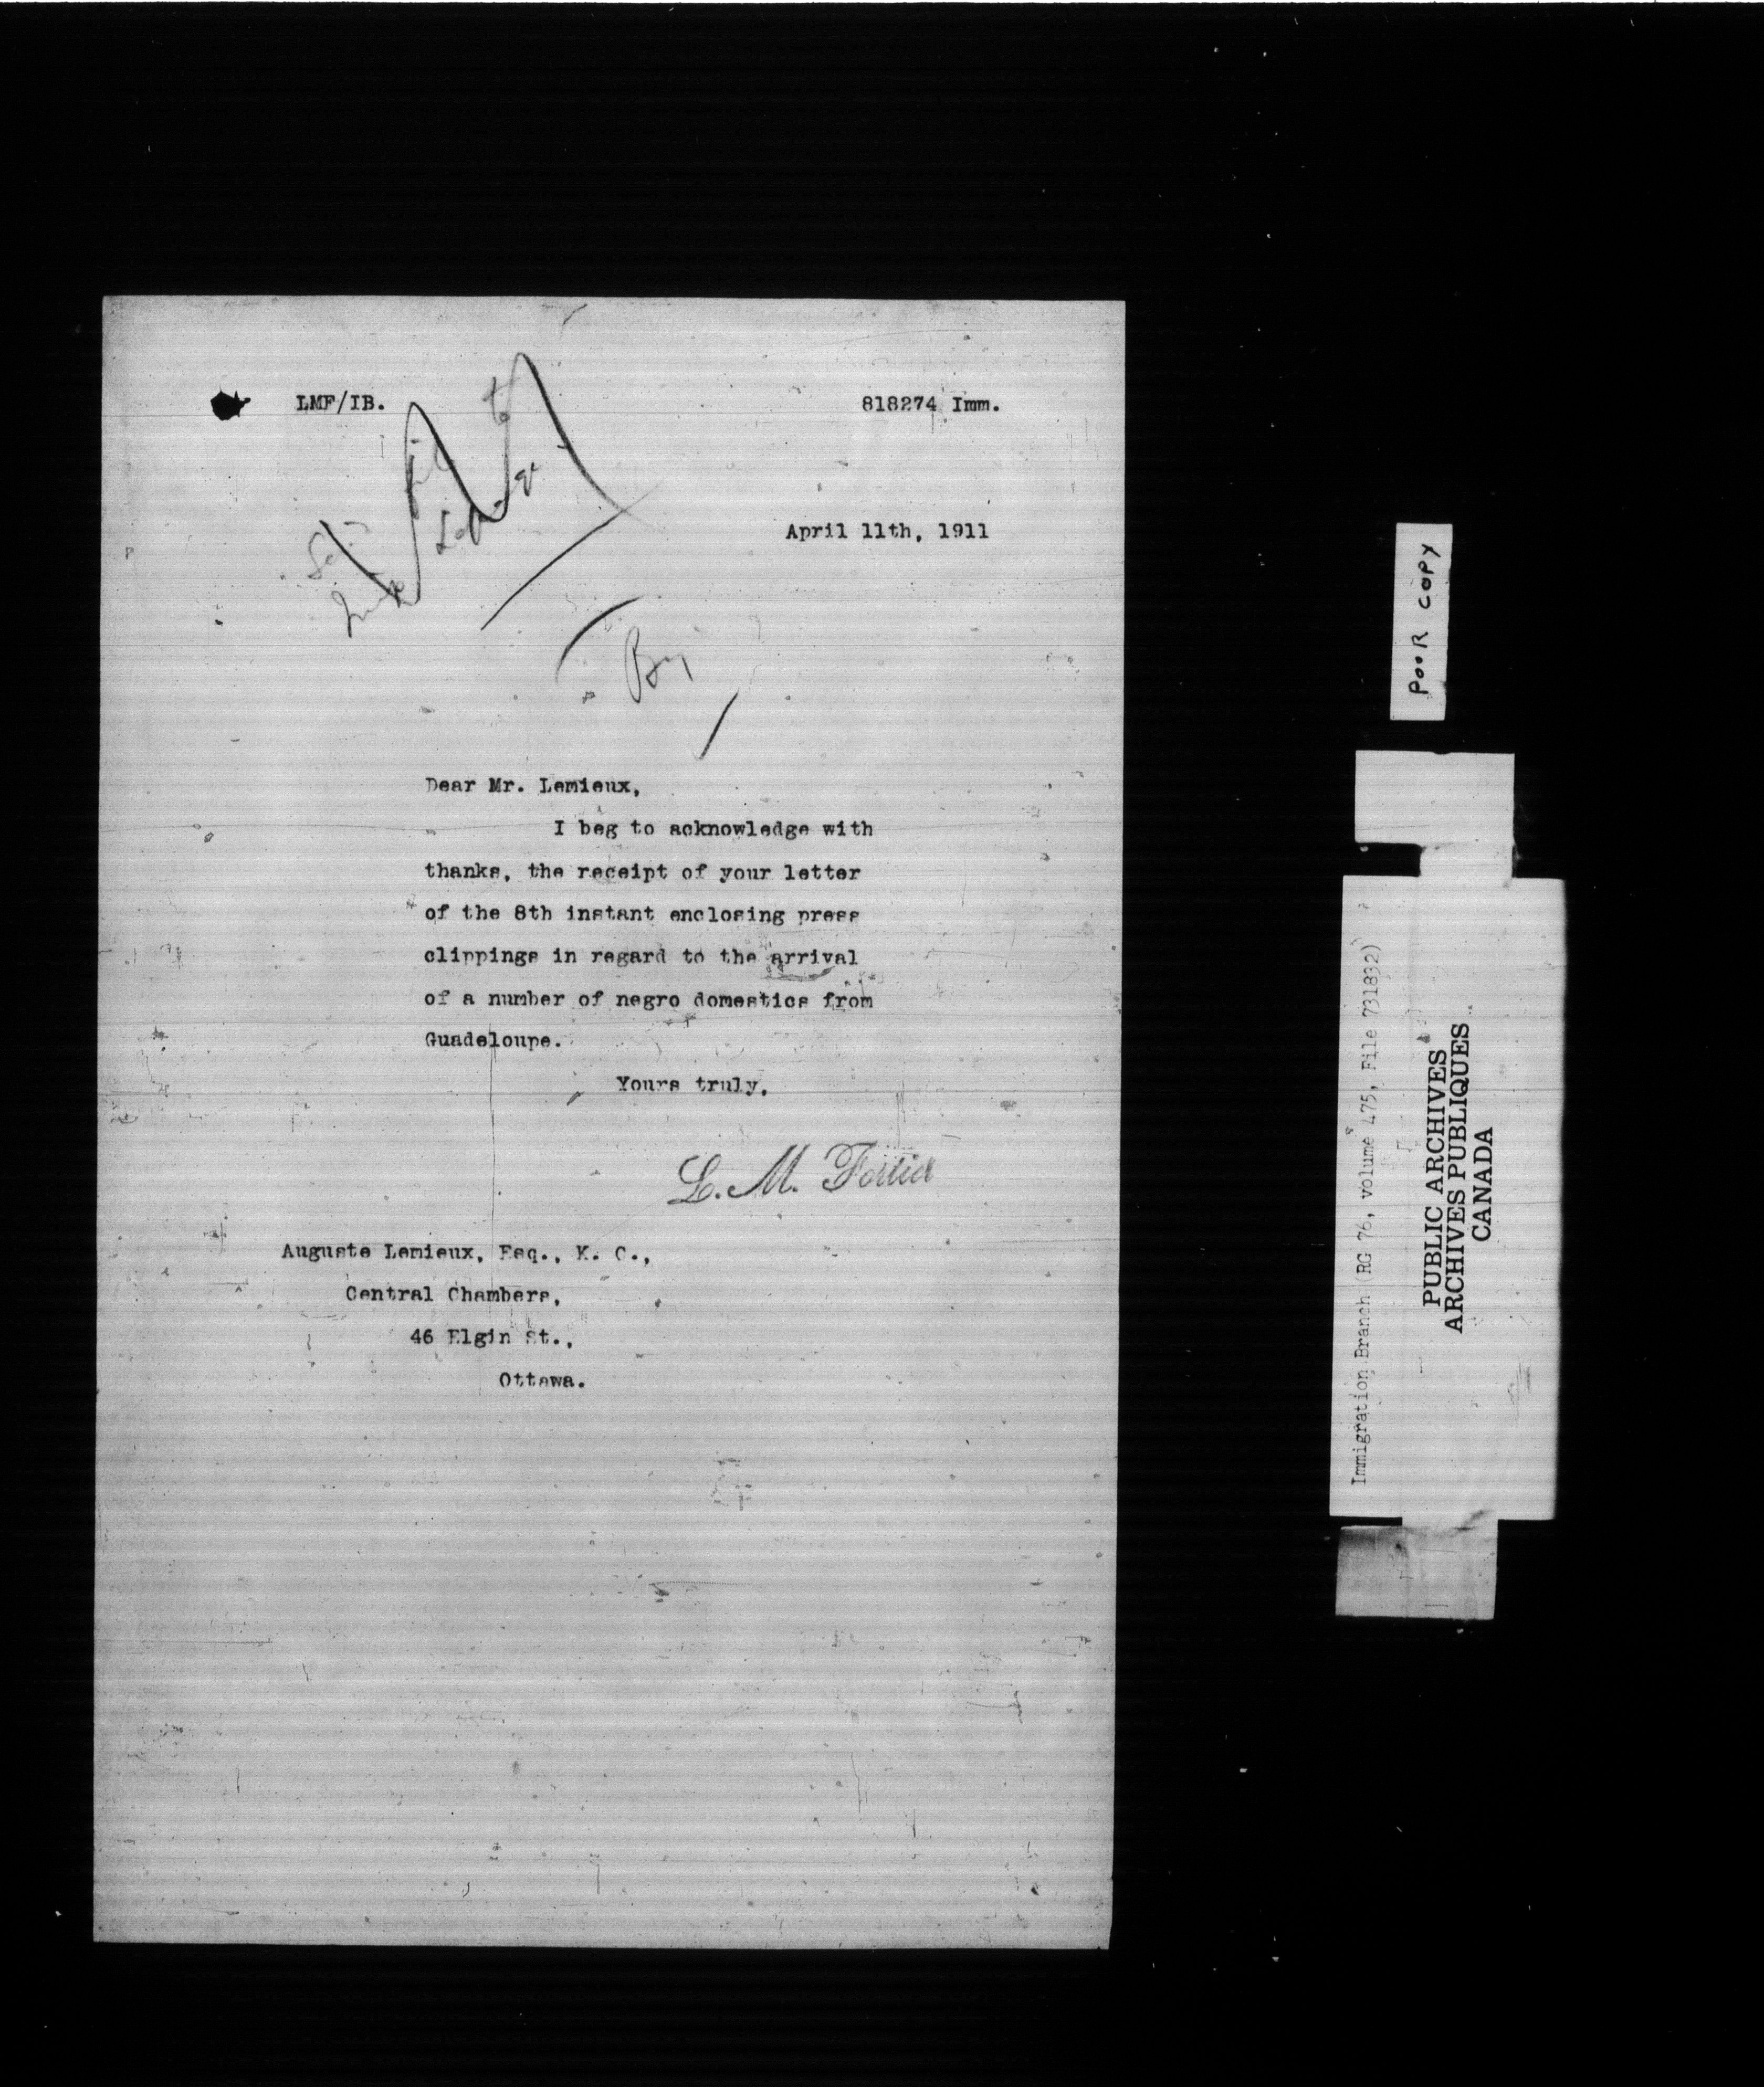 LMF/IB. 818274 Imm.
April 11th, 1911
Dear Mr. Lemieux,
I beg to acknowledge with
thanks, the receipt of your letter
of the 8th instant enclosing press
clippings in regard to the arrival
of a number of negro domestics from
Guadeloupe.
Yours truly,
L. M. Fortier
Auguste Lemieux, Esq., K. C.,
Central Chambers,
46 Elgin St.,
Ottawa.
POOR COPY
Immigration Branch (RG 76, volume 475, File 731832)
PUBLIC ARCHIVES
ARCHIVES PUBLIQUES
CANADA